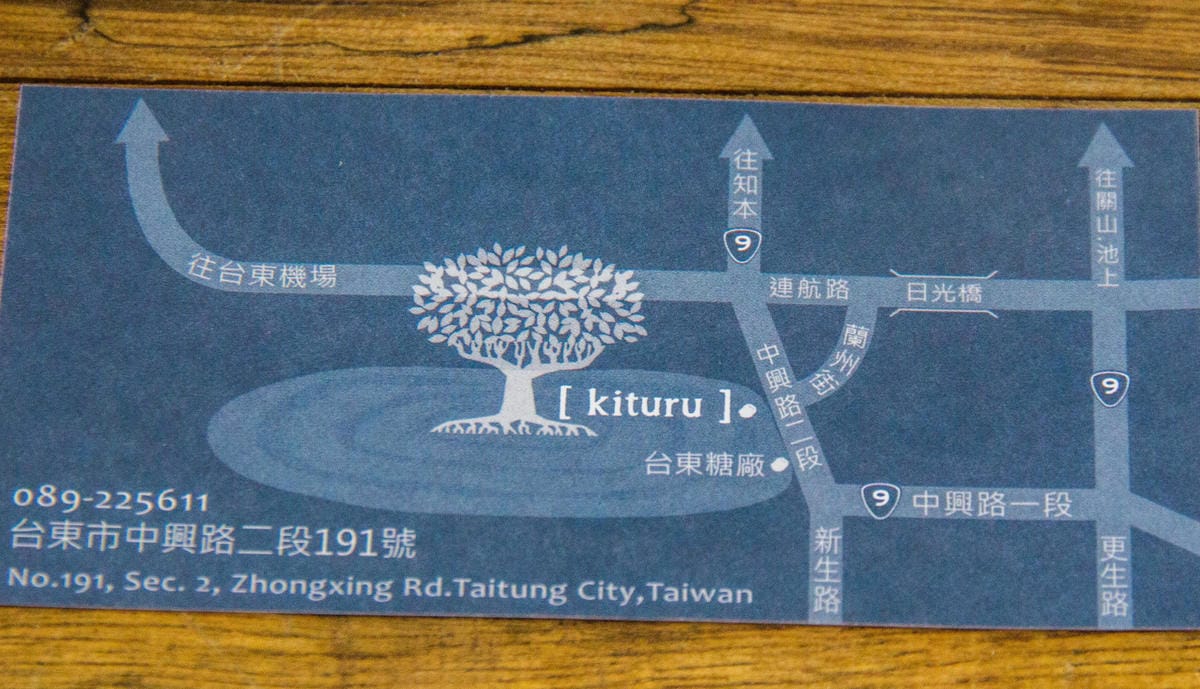 往知本
往關山.池上
9
往台東機場
連航路
日光橋
蘭州街
中興路二段
9
[ kituru ]
台東糖廠
9
中興路一段
089-225611
台東市中興路二段191號
新生路
更生路
No.191, Sec. 2, Zhongxing Rd.Taitung City,Taiwan